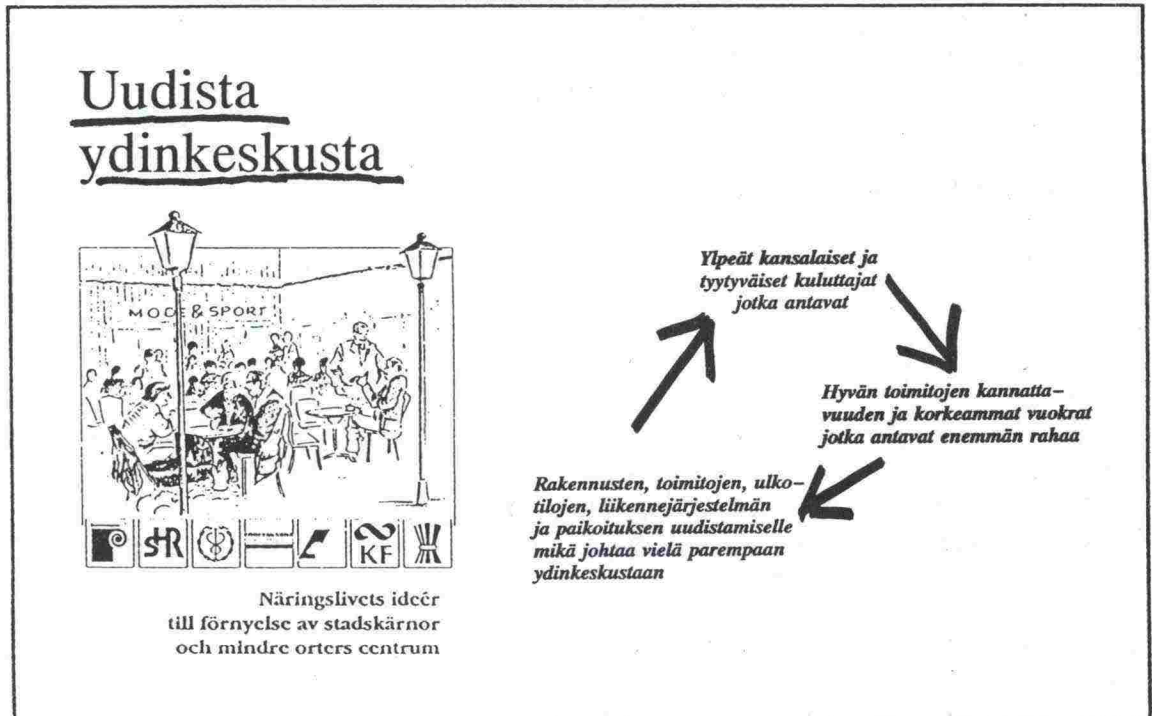 Uudista
ydinkeskusta
MODE & SPORT
SHR
KF
Näringslivets idéer
till förnyelse av stadskärnor
och mindre orters centrum
Ylpeät kansalaiset ja
tyytyväiset kuluttajat
jotka antavat
Hyvän toimitojen kannatta–
vuuden ja korkeammat vuokrat
jotka antavat enemmän rahaa
Rakennusten, toimitojen, ulko–
tilojen, liikennejärjestelmän
ja paikoituksen uudistamiselle
mikä johtaa vielä parempaan
ydinkeskustaan